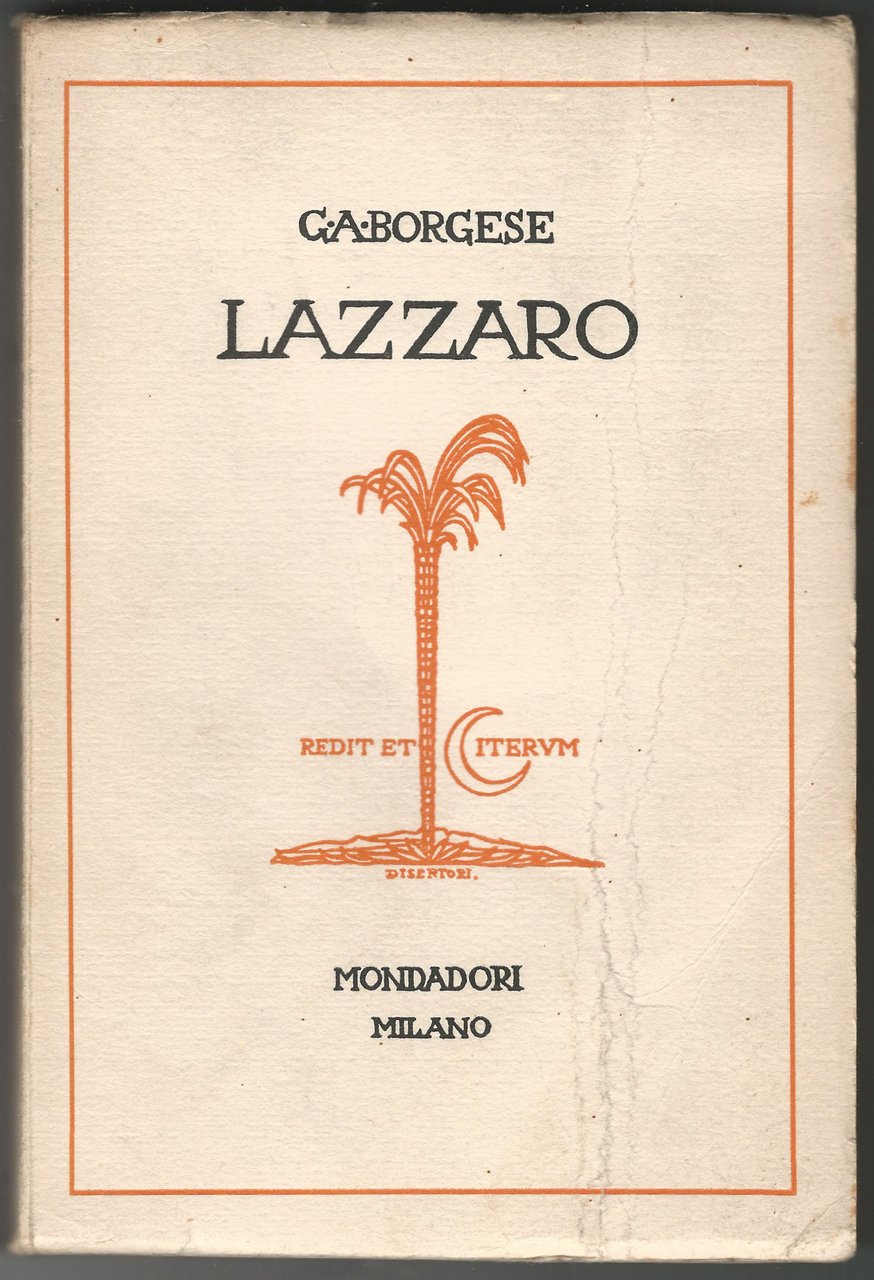 G·A·BORGESE
LAZZARO
REDIT ET ITERVM
DISERTORI.
MONDADORI
MILANO